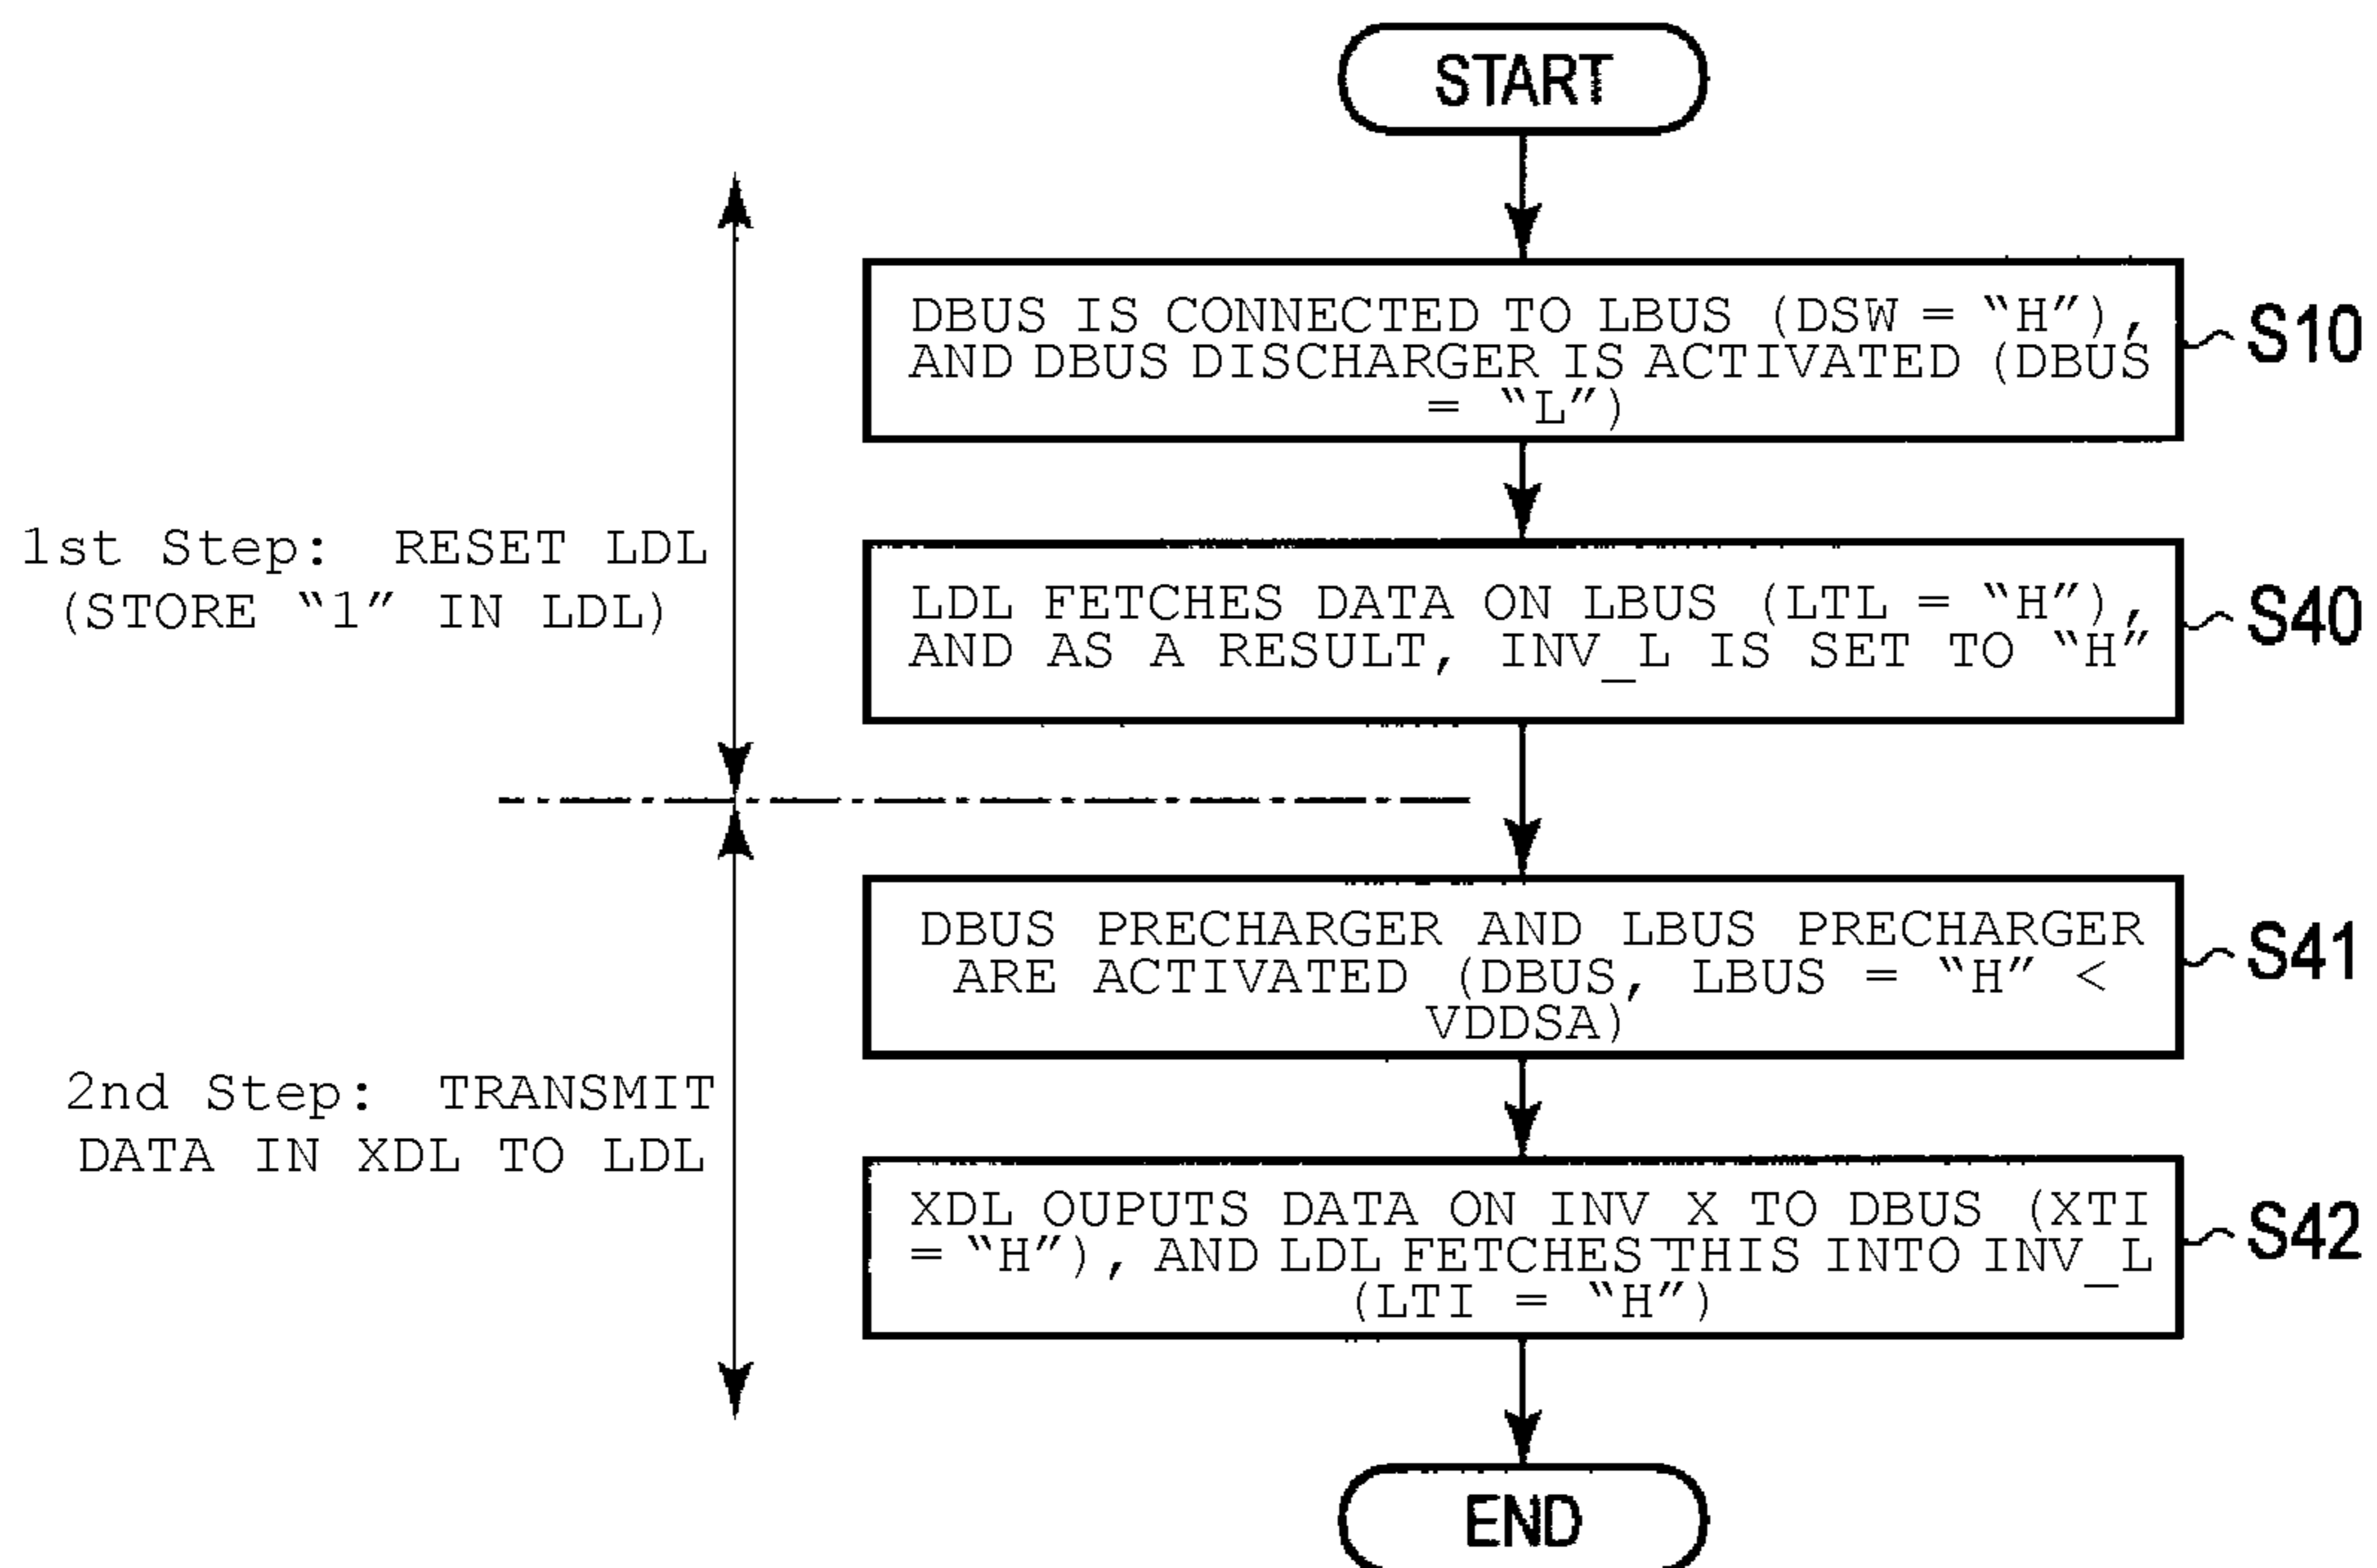 START
DBUS IS CONNECTED TO LBUS (DSW = “H”),
AND DBUS DISCHARGER IS ACTIVATED (DBUS
= “L”)
S10
1st Step: RESET LDL
(STORE “1” IN LDL)
LDL FETCHES DATA ON LBUS (LTL = “H”),
AND AS A RESULT, INV_L IS SET TO “H”
S40
DBUS PRECHARGER AND LBUS PRECHARGER
ARE ACTIVATED (DBUS, LBUS = “H” <
VDDSA)
S41
2nd Step: TRANSMIT
DATA IN XDL TO LDL
XDL OUPUTS DATA ON INV_X TO DBUS (XTI
= “H”), AND LDL FETCHES THIS INTO INV_L
(LTI = “H”)
S42
END